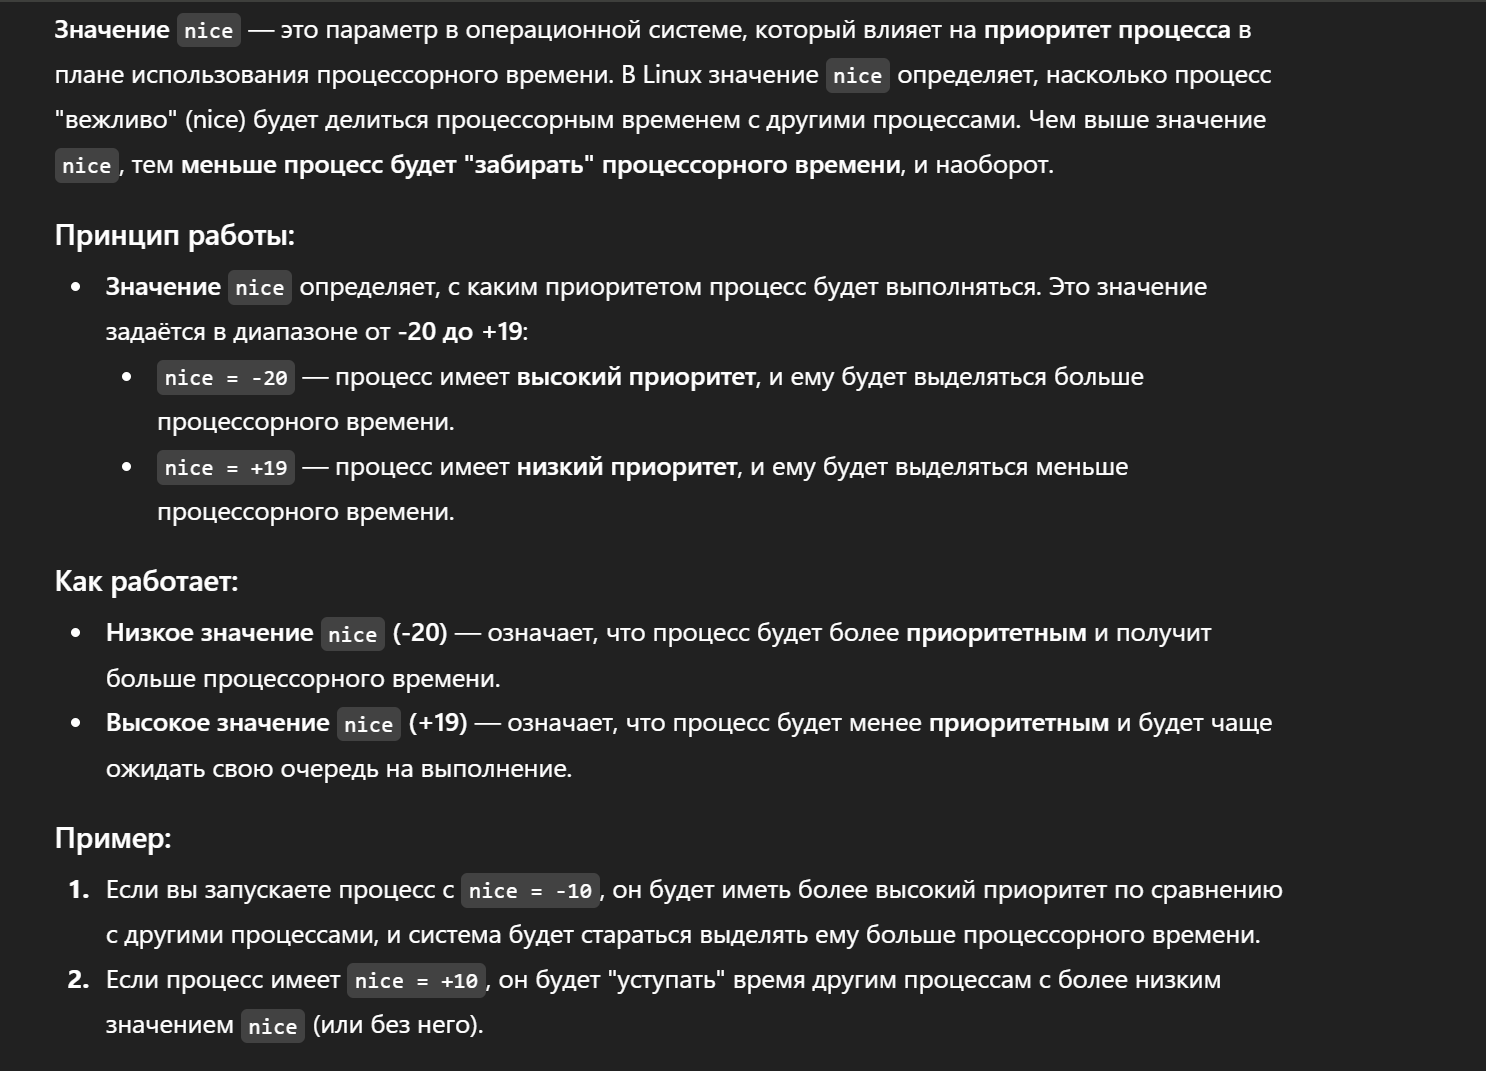 Значение nice — это параметр в операционной системе, который влияет на приоритет процесса в
плане использования процессорного времени. В Linux значение nice определяет, насколько процесс
"вежливо" (nice) будет делиться процессорным временем с другими процессами. Чем выше значение
nice, тем меньше процесс будет "забирать" процессорного времени, и наоборот.
Принцип работы:
• Значение nice определяет, с каким приоритетом процесс будет выполняться. Это значение
задаётся в диапазоне от -20 до +19:
• nice = -20 — процесс имеет высокий приоритет, и ему будет выделяться больше
процессорного времени.
• nice = +19 — процесс имеет низкий приоритет, и ему будет выделяться меньше
процессорного времени.
Как работает:
• Низкое значение nice (-20) — означает, что процесс будет более приоритетным и получит
больше процессорного времени.
• Высокое значение nice (+19) — означает, что процесс будет менее приоритетным и будет чаще
ожидать свою очередь на выполнение.
Пример:
1. Если вы запускаете процесс с nice = -10, он будет иметь более высокий приоритет по сравнению
с другими процессами, и система будет стараться выделять ему больше процессорного времени.
2. Если процесс имеет nice = +10, он будет "уступать" время другим процессам с более низким
значением nice (или без него).